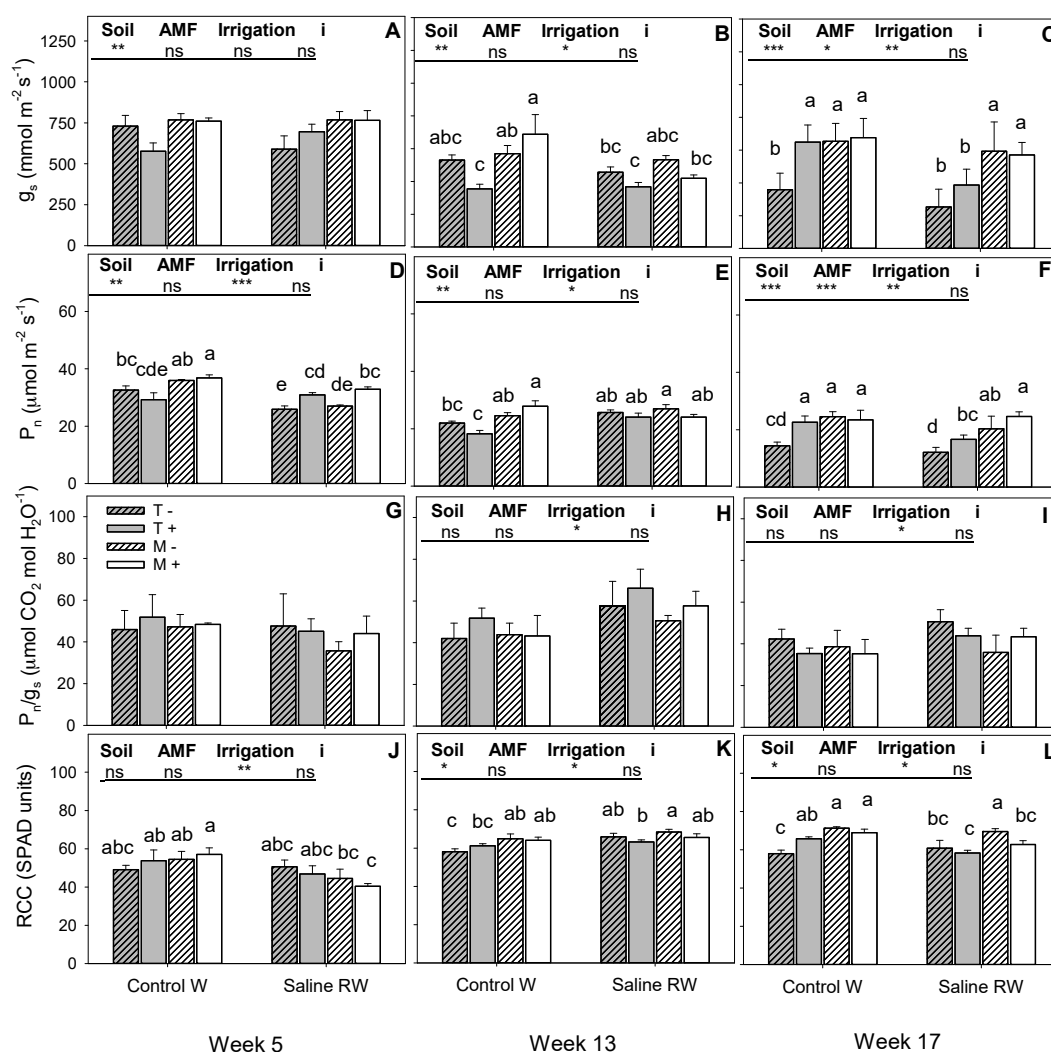 Soil AMF Irrigation i A
** ns ns ns
1250
1000
750
500
250
0
gs (mmol m-2 s-1)
Soil AMF Irrigation i B
** ns * ns
abc c ab a bc c abc bc
Soil AMF Irrigation i C
*** * ** ns
b a a a b b a a
Soil AMF Irrigation i D
** ns *** ns
60
40
20
0
Pn (μmol m-2 s-1)
bc cde ab a e cd de bc
Soil AMF Irrigation i E
** ns * ns
bc c ab a ab ab a ab
Soil AMF Irrigation i F
*** *** ** ns
cd a a a d bc ab a
G
T -
T +
M -
M +
100
80
60
40
20
0
Pn/gs (μmol CO2 mol H2O-1)
Soil AMF Irrigation i H
ns ns * ns
Soil AMF Irrigation i I
ns ns * ns
Soil AMF Irrigation i J
ns ns ** ns
100
80
60
40
20
0
RCC (SPAD units)
abc ab ab a abc abc bc c
Soil AMF Irrigation i K
* ns * ns
c bc ab ab ab b a ab
Soil AMF Irrigation i L
* ns * ns
c ab a a bc c a bc
Control W Saline RW Control W Saline RW Control W Saline RW
Week 5 Week 13 Week 17